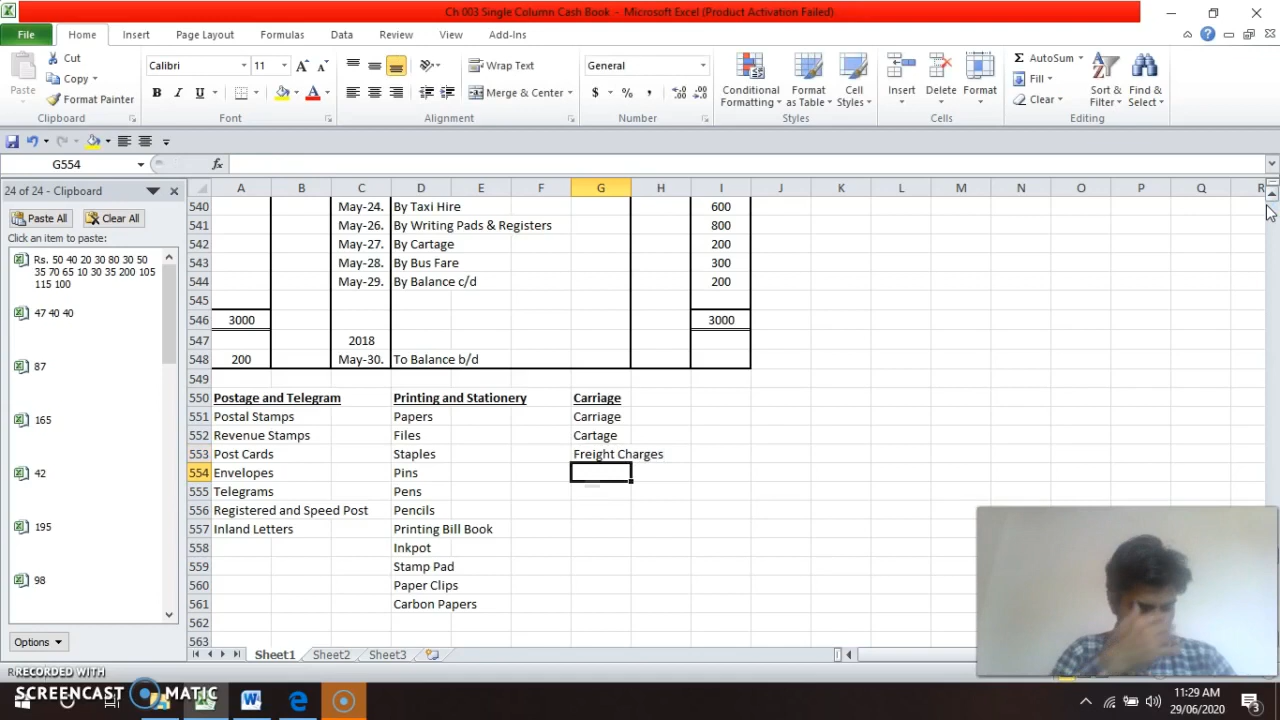 Ch 003 Single Column Cash Book - Microsoft Excel (Product Activation Failed)
File Home Insert Page Layout Formulas Data Review View Add-Ins
Cut
Copy
Format Painter
Paste
Clipboard
Calibri 11
B I U
Font
Wrap Text
Merge & Center
Alignment
General
$ % ,
Number
Conditional Formatting
Format as Table
Cell Styles
Styles
Insert Delete Format
Cells
AutoSum
Fill
Clear
Sort & Filter
Find & Select
Editing
G554 fx
24 of 24 - Clipboard
Paste All Clear All
Click an item to paste:
Rs. 50 40 20 30 80 30 50
35 70 65 10 30 35 200 105
115 100
47 40 40
87
165
42
195
98
Options
A B C D E F G H I J K L M N O P Q R
540 May-24. By Taxi Hire 600
541 May-26. By Writing Pads & Registers 800
542 May-27. By Cartage 200
543 May-28. By Bus Fare 300
544 May-29. By Balance c/d 200
545
546 3000 3000
547 2018
548 200 May-30. To Balance b/d
549
550 Postage and Telegram Printing and Stationery Carriage
551 Postal Stamps Papers Carriage
552 Revenue Stamps Files Cartage
553 Post Cards Staples Freight Charges
554 Envelopes Pins
555 Telegrams Pens
556 Registered and Speed Post Pencils
557 Inland Letters Printing Bill Book
558 Inkpot
559 Stamp Pad
560 Paper Clips
561 Carbon Papers
562
563
Sheet1 Sheet2 Sheet3
RECORDED WITH
SCREENCAST MATIC
11:29 AM
29/06/2020
3